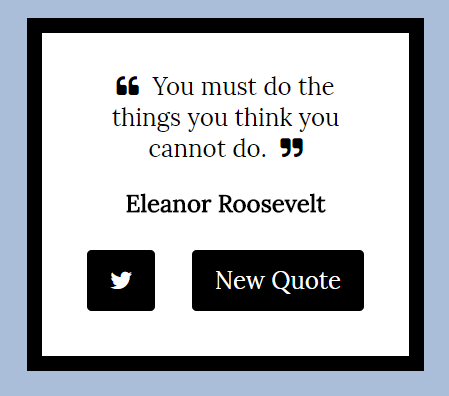 “ You must do the
things you think you
cannot do. ”
Eleanor Roosevelt
New Quote